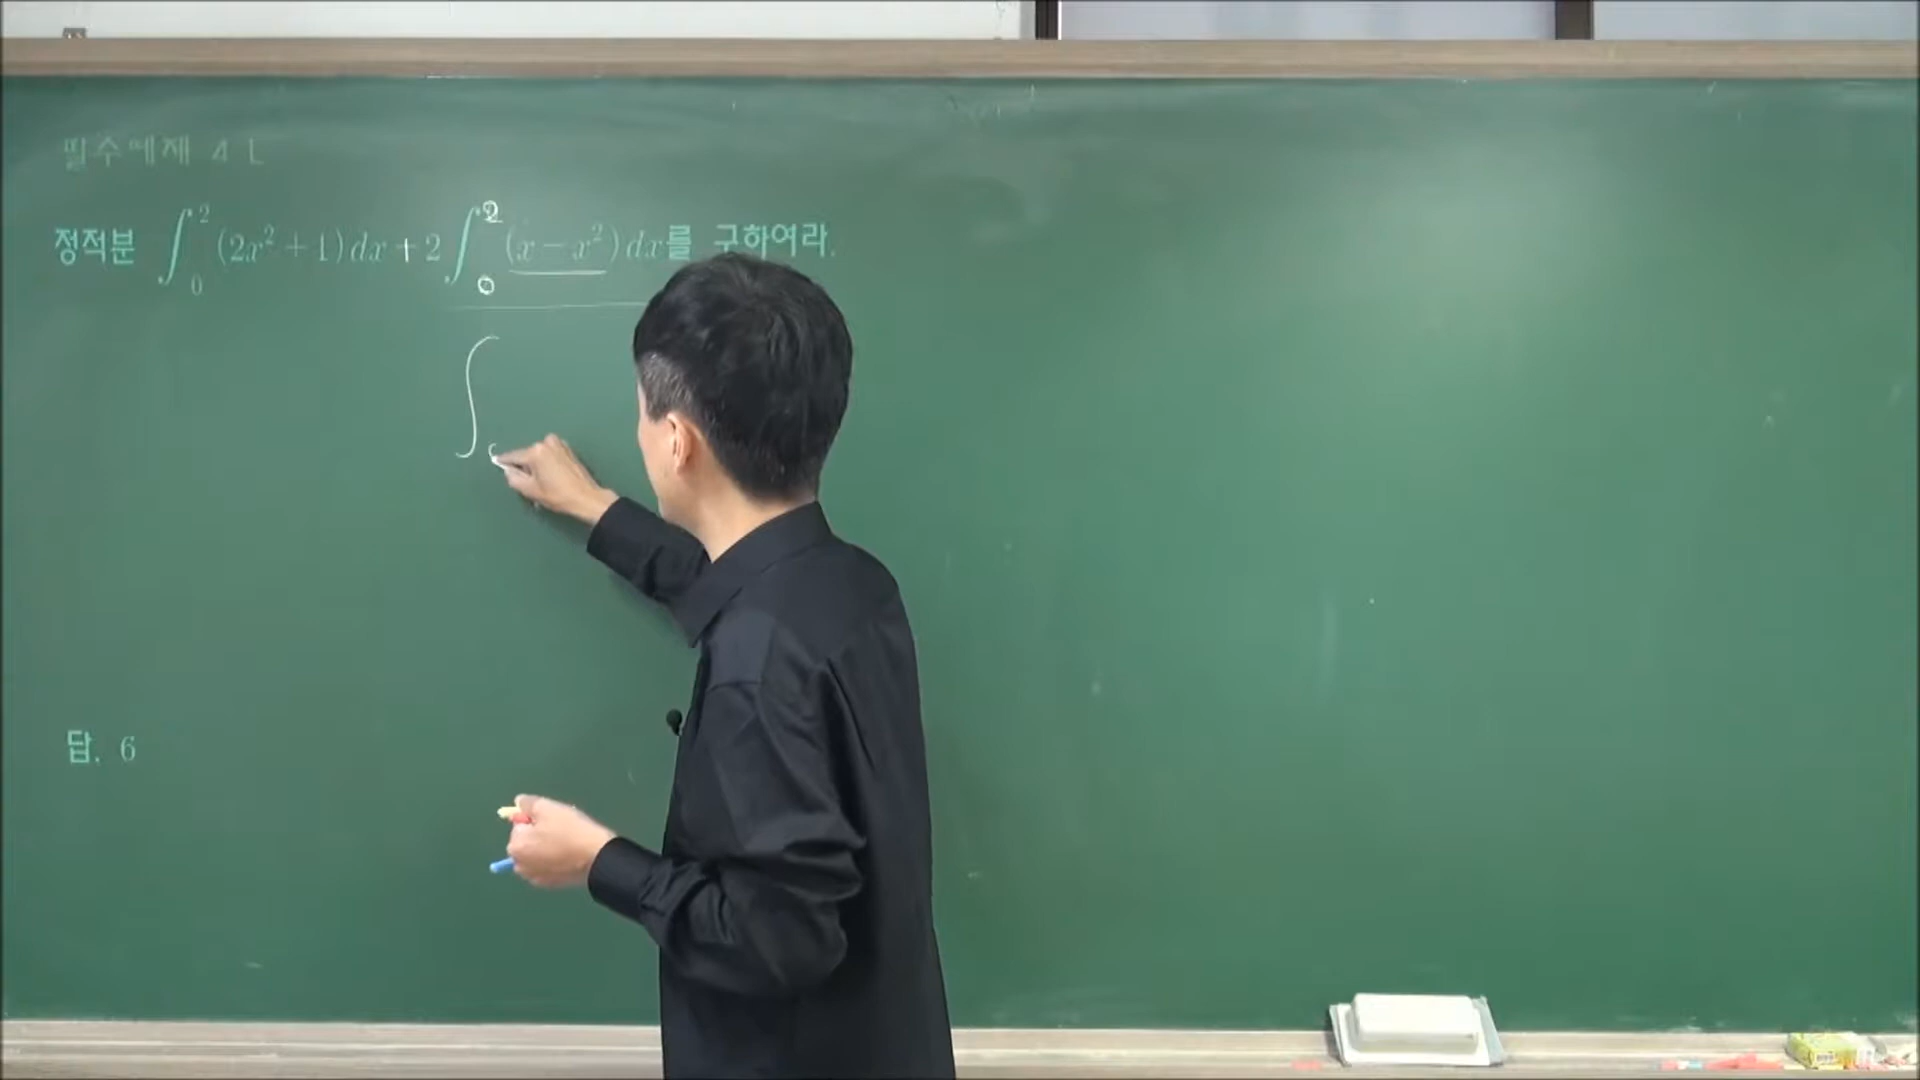 필수예제 4-1
정적분 ∫₀² (2x² + 1) dx + 2∫₀² (x − x²) dx를 구하여라.
∫
답. 6